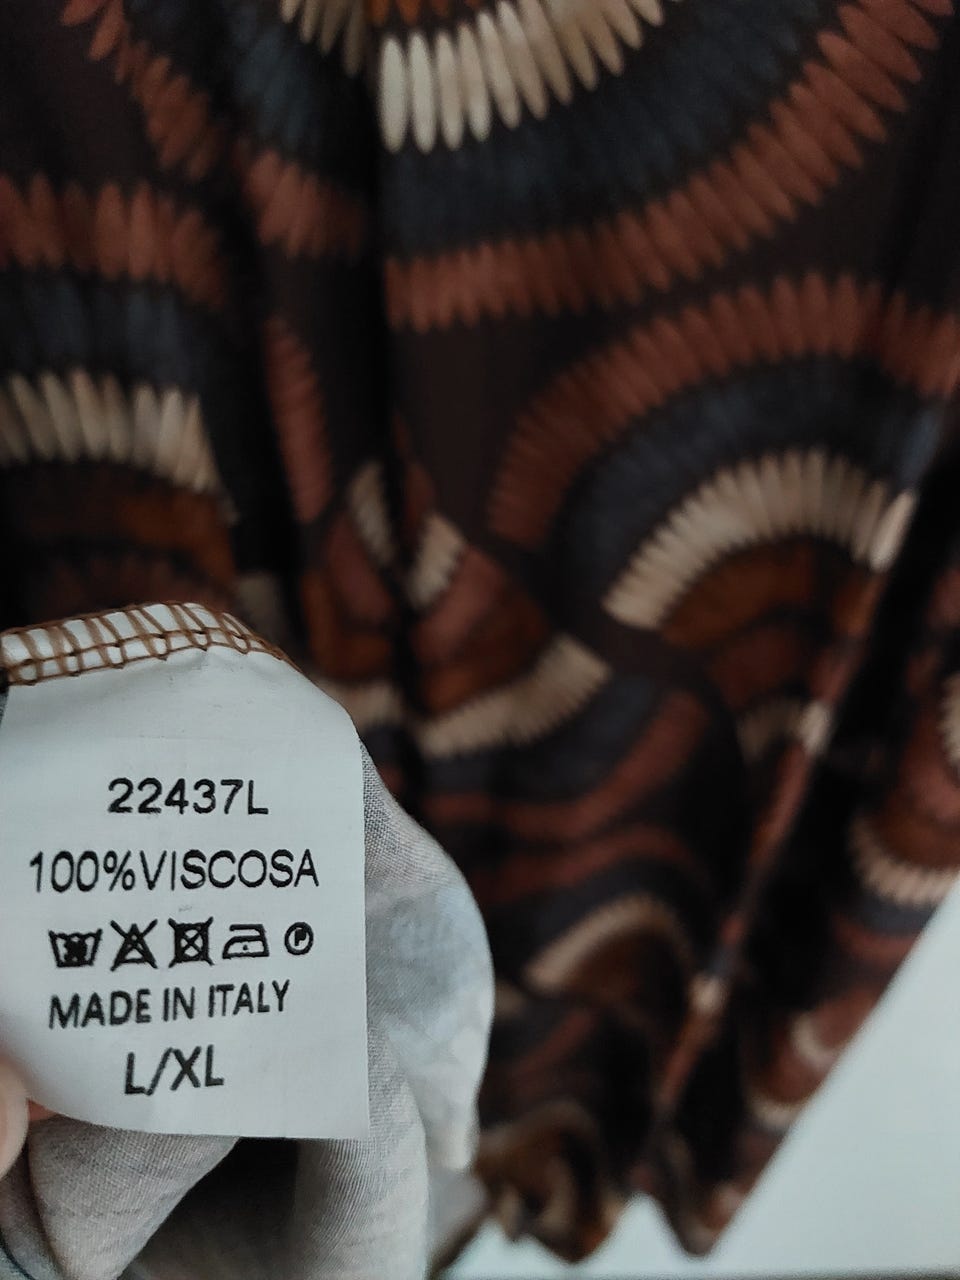 22437L
100%VISCOSA
P
MADE IN ITALY
L/XL